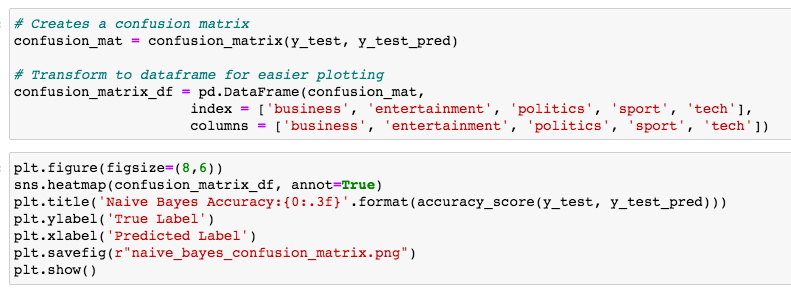 # Creates a confusion matrix
confusion_mat = confusion_matrix(y_test, y_test_pred)
# Transform to dataframe for easier plotting
confusion_matrix_df = pd.DataFrame(confusion_mat,
index = ['business', 'entertainment', 'politics', 'sport', 'tech'],
columns = ['business', 'entertainment', 'politics', 'sport', 'tech'])
plt.figure(figsize=(8,6))
sns.heatmap(confusion_matrix_df, annot=True)
plt.title('Naive Bayes Accuracy:{0:.3f}'.format(accuracy_score(y_test, y_test_pred)))
plt.ylabel('True Label')
plt.xlabel('Predicted Label')
plt.savefig(r"naive_bayes_confusion_matrix.png")
plt.show()